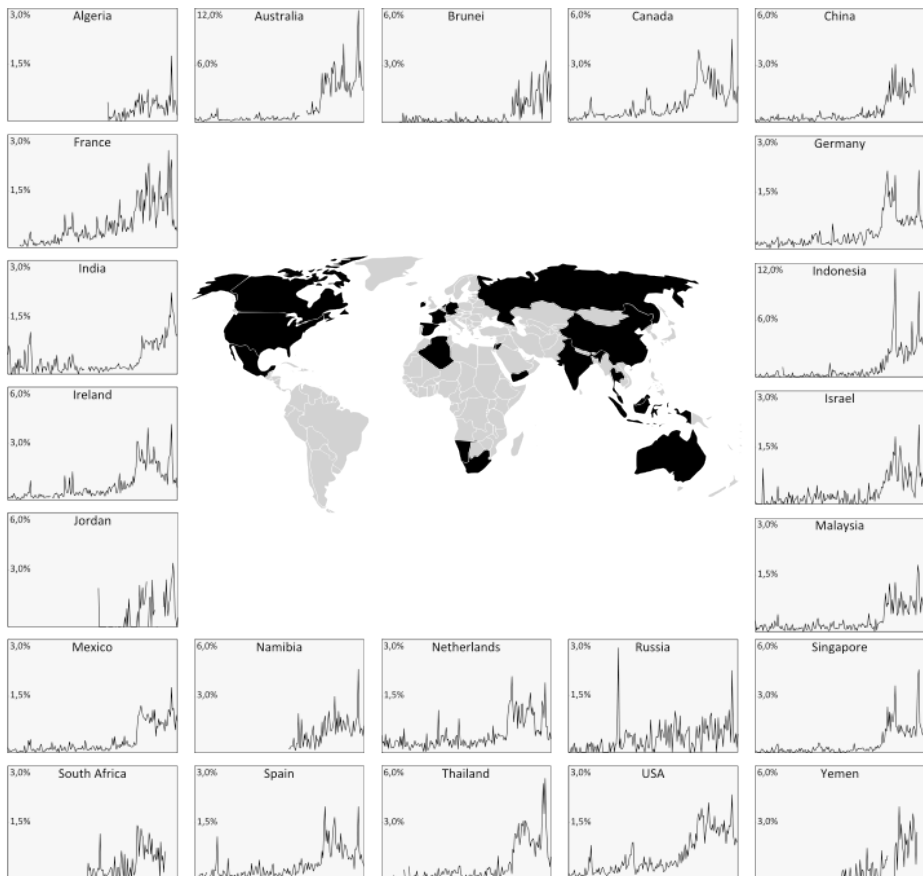 3,0% Algeria
1,5%
12,0% Australia
6,0%
6,0% Brunei
3,0%
6,0% Canada
3,0%
6,0% China
3,0%
3,0% France
1,5%
3,0% Germany
1,5%
3,0% India
1,5%
12,0% Indonesia
6,0%
6,0% Ireland
3,0%
3,0% Israel
1,5%
6,0% Jordan
3,0%
3,0% Malaysia
1,5%
3,0% Mexico
1,5%
6,0% Namibia
3,0%
3,0% Netherlands
1,5%
3,0% Russia
1,5%
6,0% Singapore
3,0%
3,0% South Africa
1,5%
3,0% Spain
1,5%
6,0% Thailand
3,0%
3,0% USA
1,5%
6,0% Yemen
3,0%